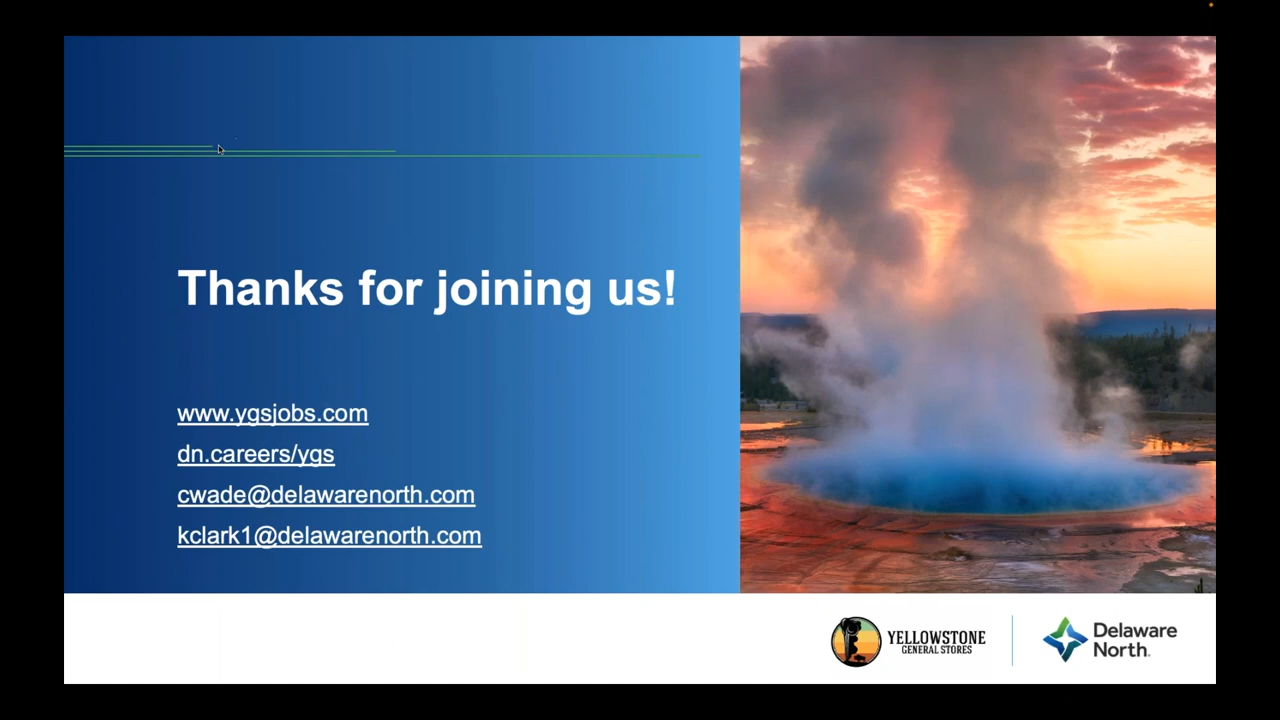 Thanks for joining us!
www.ygsjobs.com
dn.careers/ygs
cwade@delawarenorth.com
kclark1@delawarenorth.com
YELLOWSTONE
GENERAL STORES
Delaware
North.